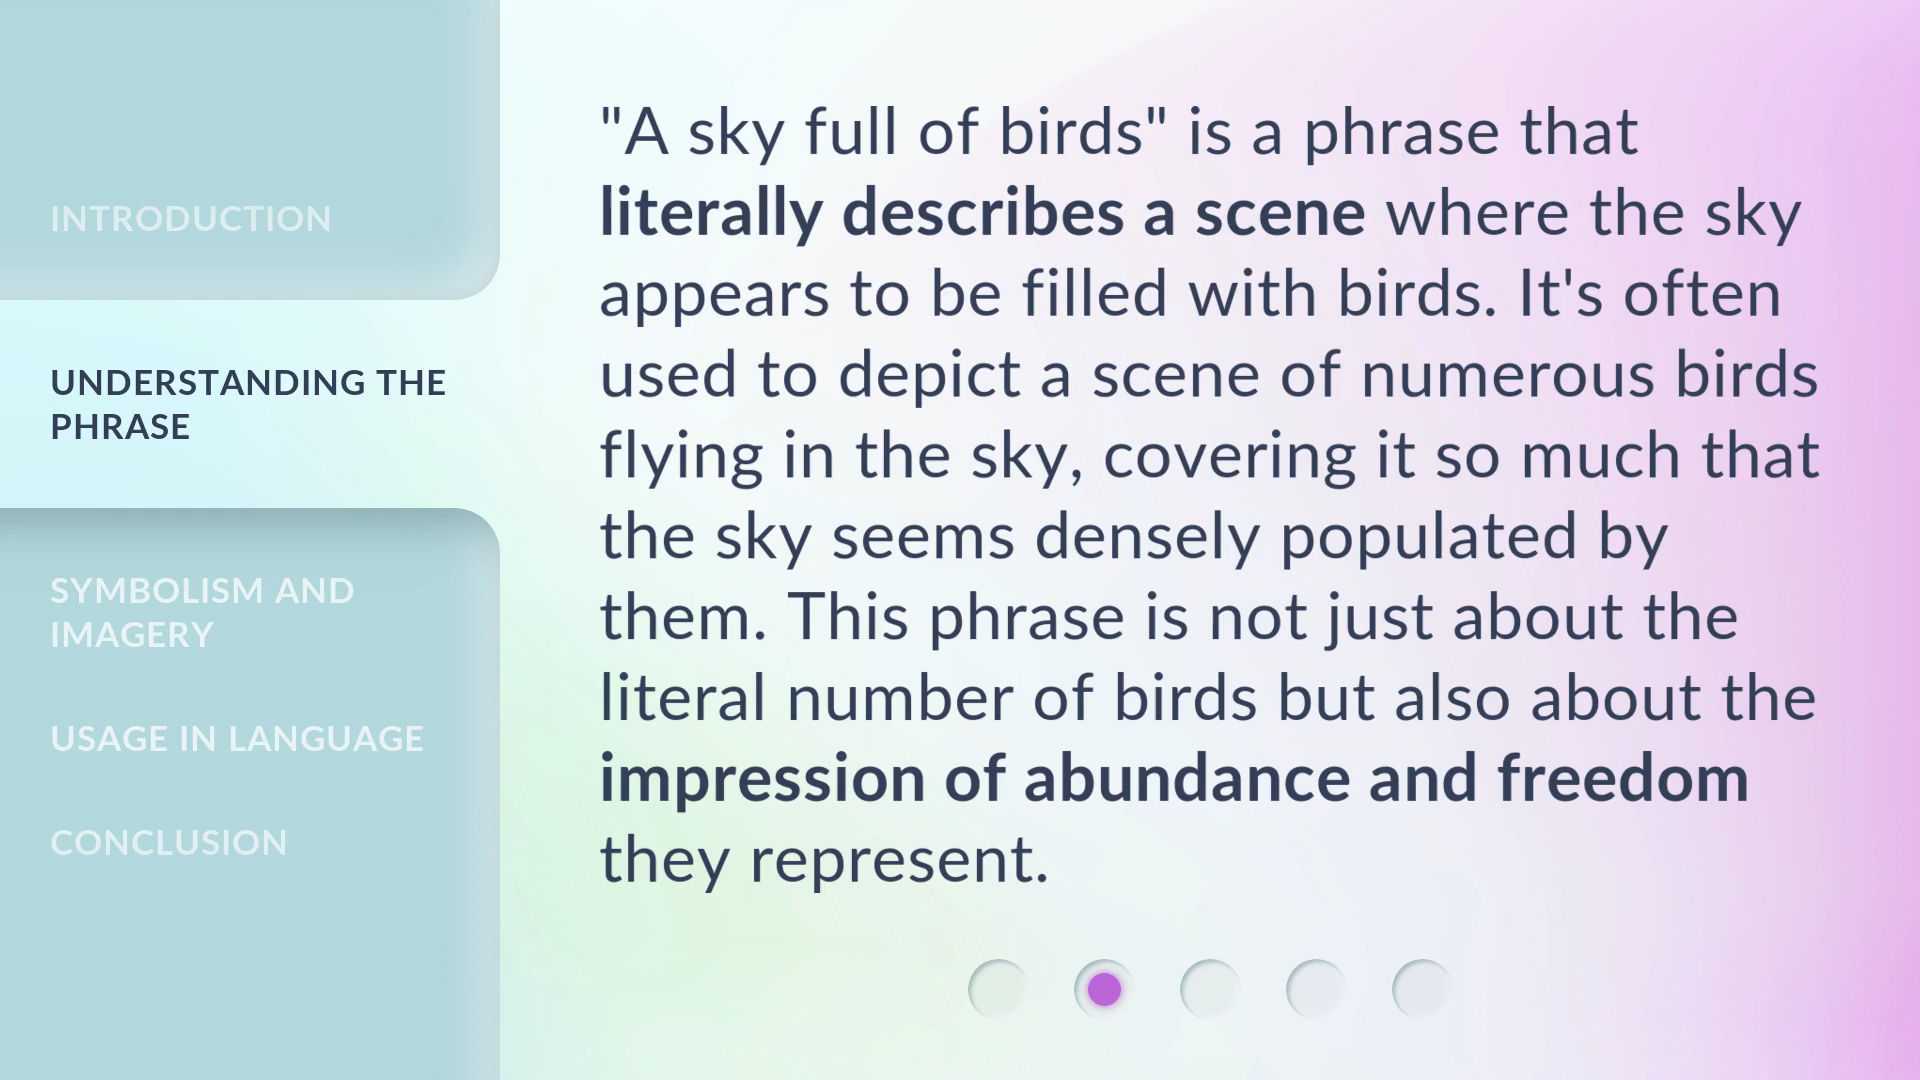 INTRODUCTION
UNDERSTANDING THE
PHRASE
SYMBOLISM AND
IMAGERY
USAGE IN LANGUAGE
CONCLUSION
"A sky full of birds" is a phrase that
literally describes a scene where the sky
appears to be filled with birds. It's often
used to depict a scene of numerous birds
flying in the sky, covering it so much that
the sky seems densely populated by
them. This phrase is not just about the
literal number of birds but also about the
impression of abundance and freedom
they represent.